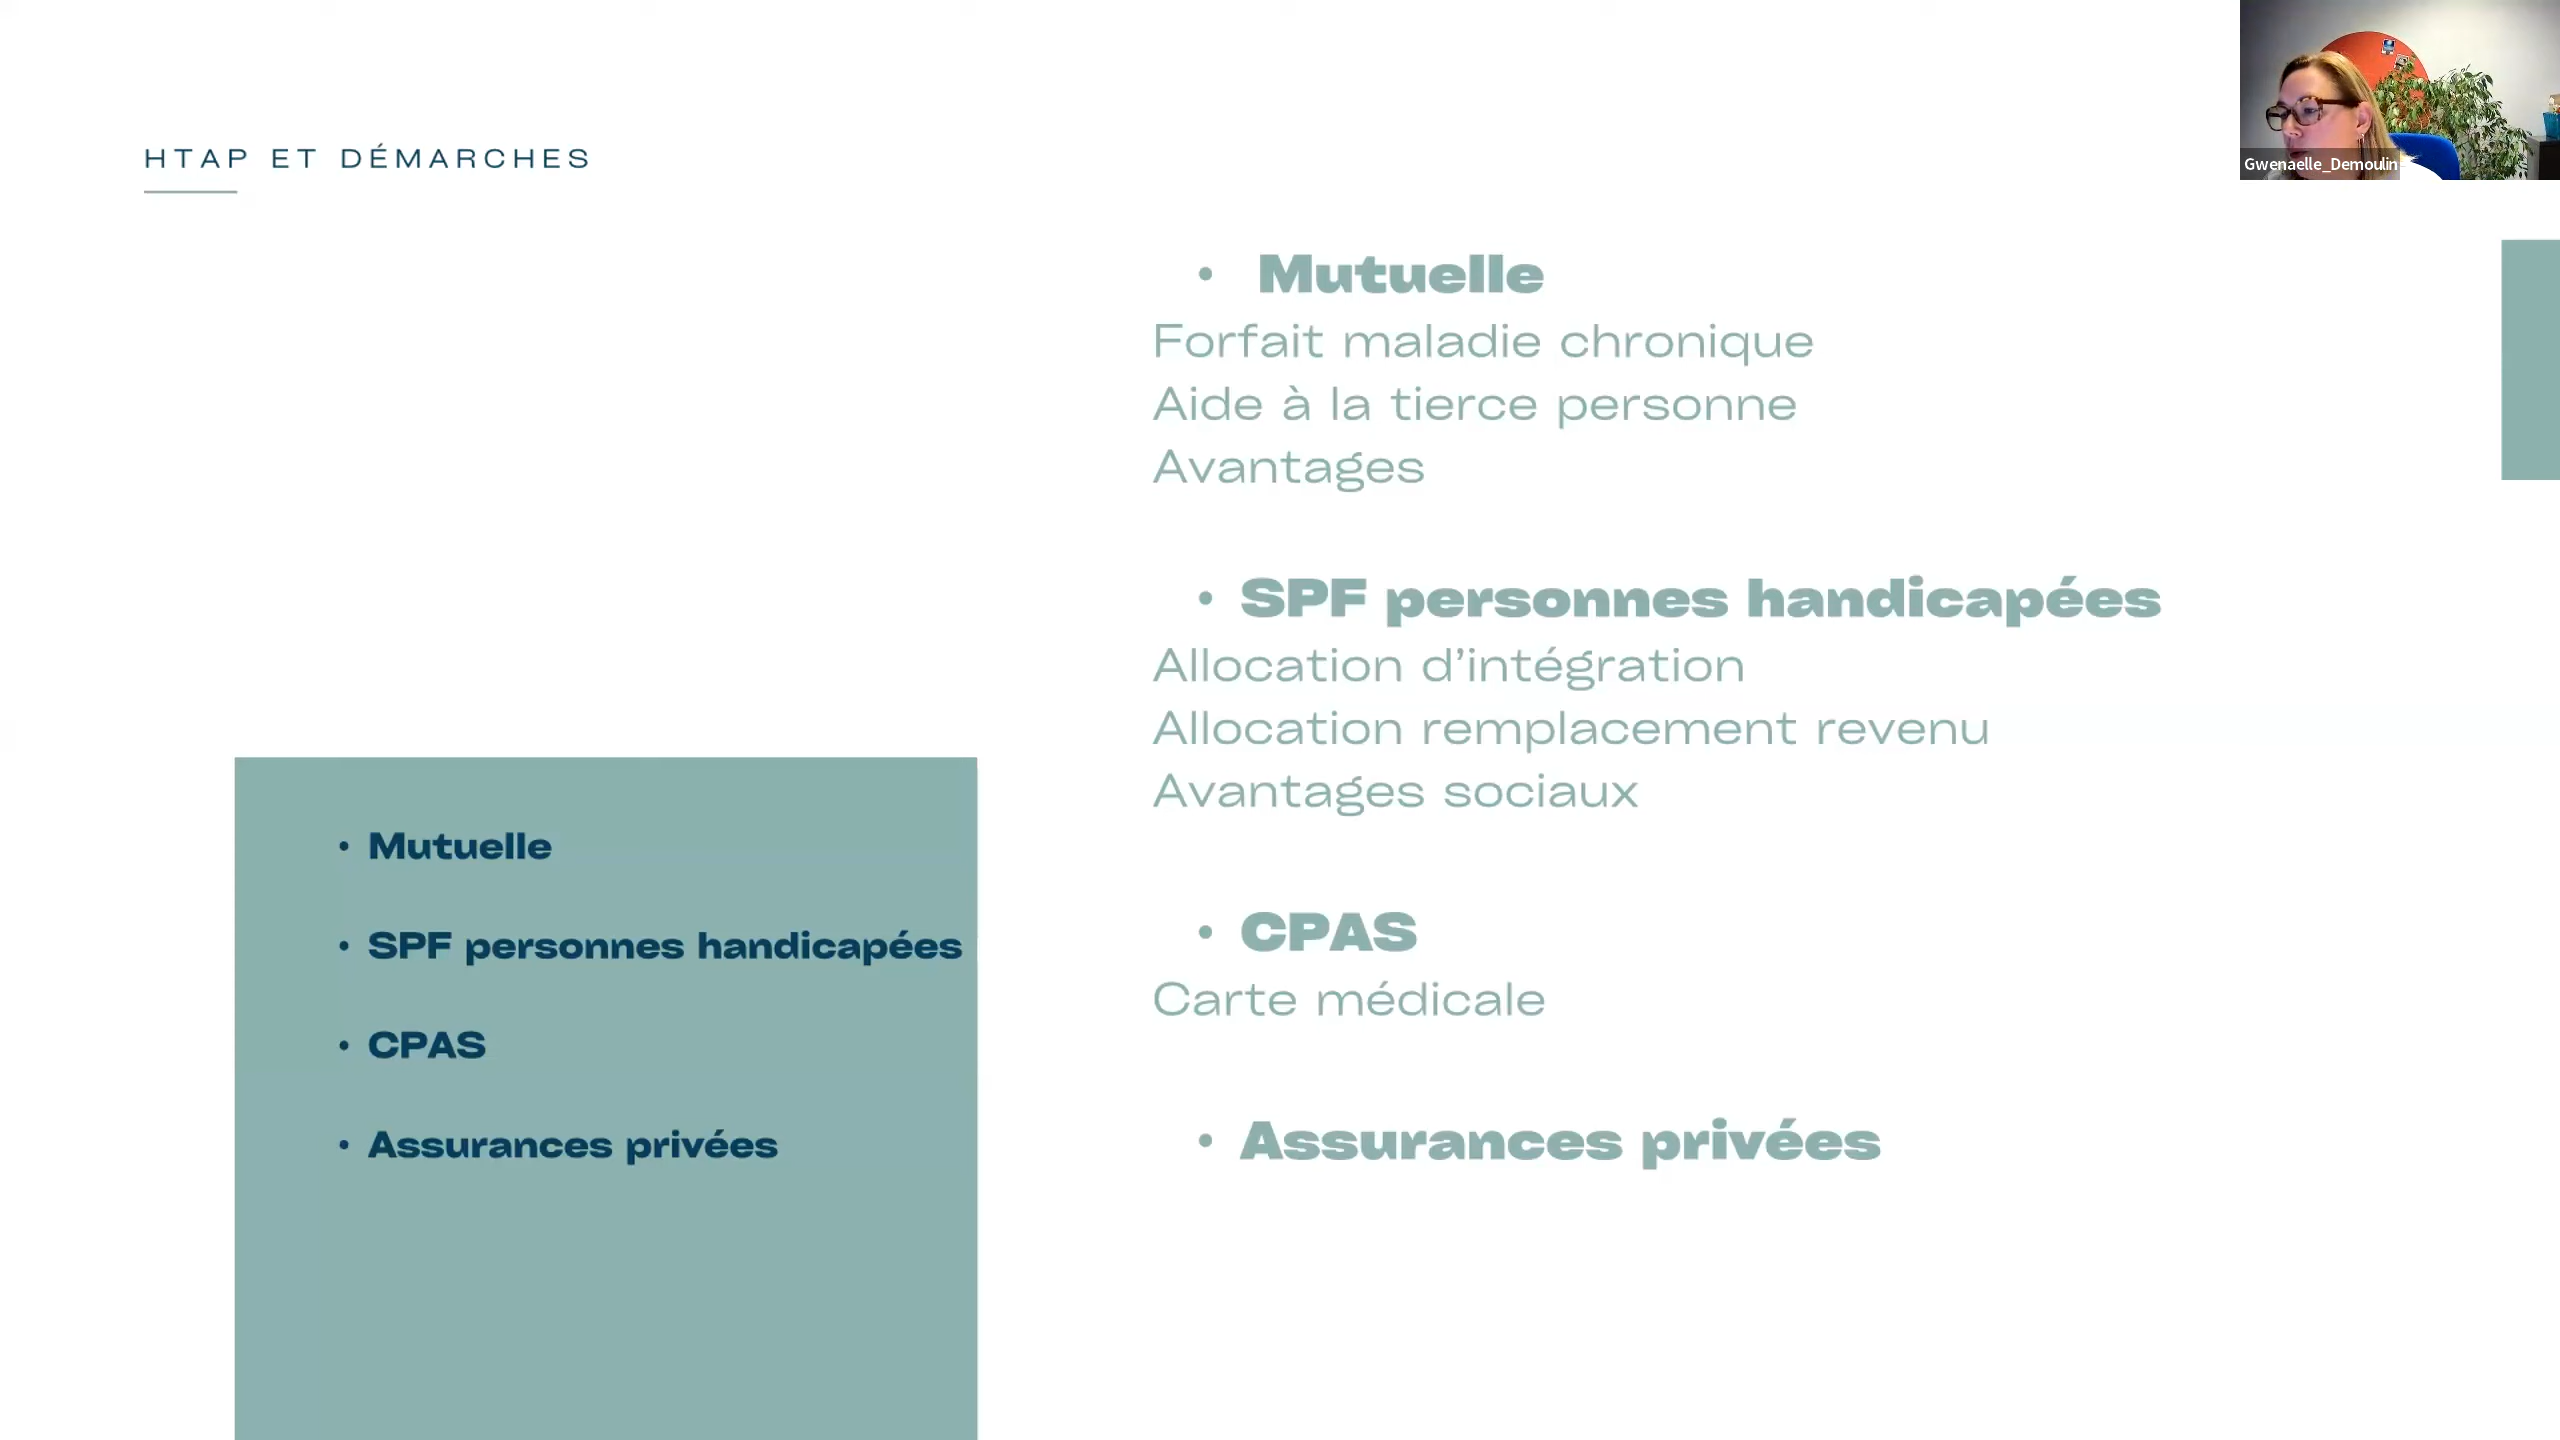 HTAP ET DÉMARCHES
Gwenaelle_Demoulin
• Mutuelle
• SPF personnes handicapées
• CPAS
• Assurances privées
• Mutuelle
Forfait maladie chronique
Aide à la tierce personne
Avantages
• SPF personnes handicapées
Allocation d’intégration
Allocation remplacement revenu
Avantages sociaux
• CPAS
Carte médicale
• Assurances privées